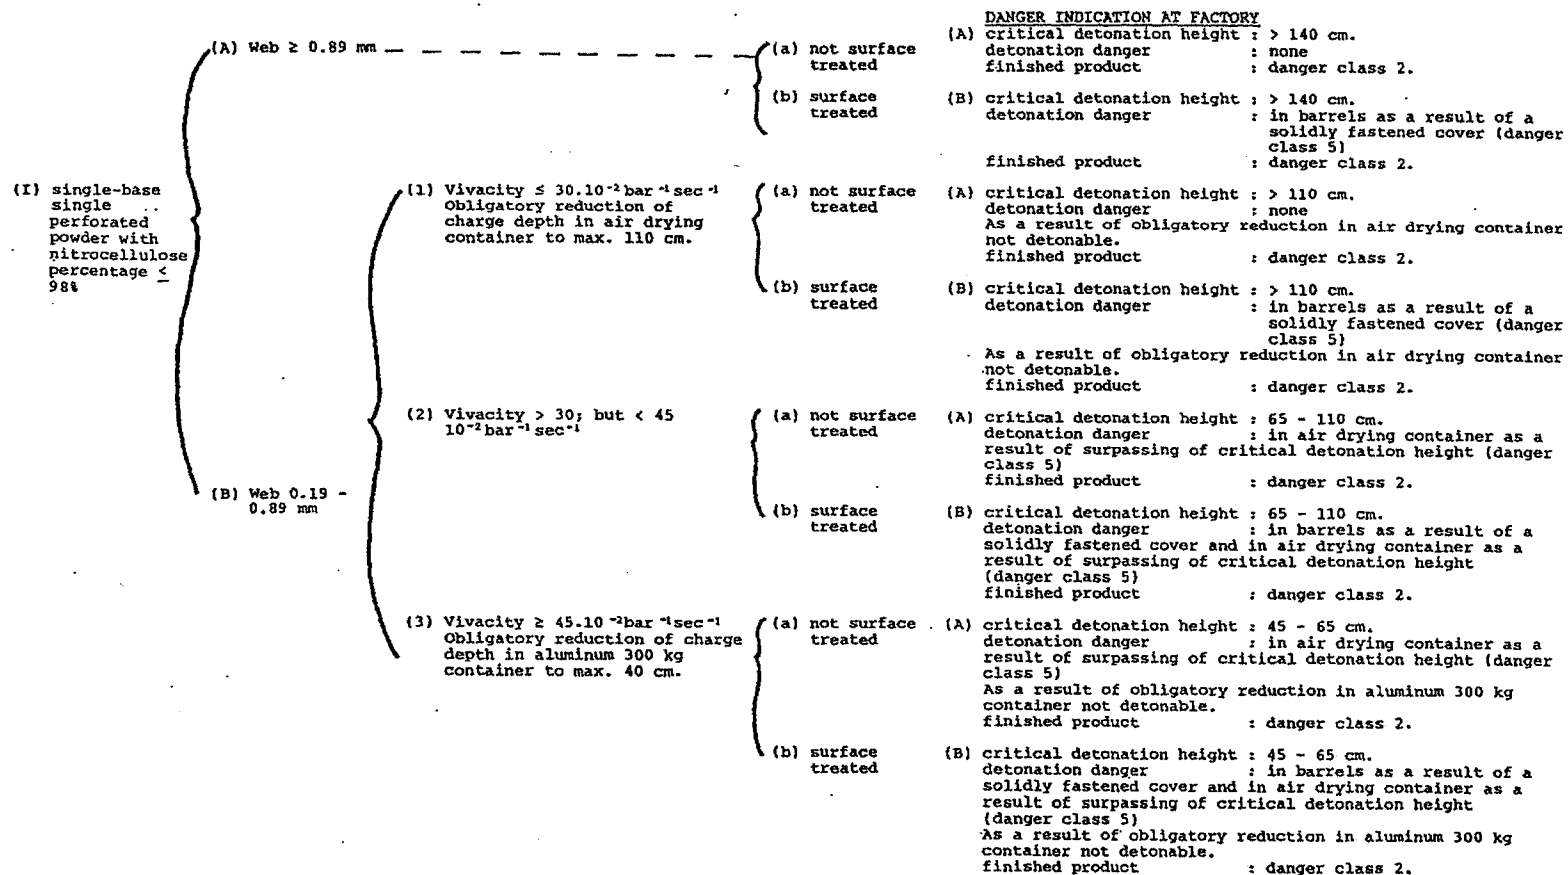 DANGER INDICATION AT FACTORY
(A) Web ≥ 0.89 mm
(a) not surface
treated
(A) critical detonation height : > 140 cm.
detonation danger : none
finished product : danger class 2.
(b) surface
treated
(B) critical detonation height : > 140 cm.
detonation danger : in barrels as a result of a
solidly fastened cover (danger
class 5)
finished product : danger class 2.
(I) single-base
single
perforated
powder with
nitrocellulose
percentage ≤
98%
(1) Vivacity ≤ 30.10⁻² bar⁻¹ sec⁻¹
Obligatory reduction of
charge depth in air drying
container to max. 110 cm.
(a) not surface
treated
(A) critical detonation height : > 110 cm.
detonation danger : none
As a result of obligatory reduction in air drying container
not detonable.
finished product : danger class 2.
(b) surface
treated
(B) critical detonation height : > 110 cm.
detonation danger : in barrels as a result of a
solidly fastened cover (danger
class 5)
As a result of obligatory reduction in air drying container
not detonable.
finished product : danger class 2.
(2) Vivacity > 30; but < 45
10⁻² bar⁻¹ sec⁻¹
(a) not surface
treated
(A) critical detonation height : 65 - 110 cm.
detonation danger : in air drying container as a
result of surpassing of critical detonation height (danger
class 5)
finished product : danger class 2.
(B) Web 0.19 -
0.89 mm
(b) surface
treated
(B) critical detonation height : 65 - 110 cm.
detonation danger : in barrels as a result of a
solidly fastened cover and in air drying container as a
result of surpassing of critical detonation height
(danger class 5)
finished product : danger class 2.
(3) Vivacity ≥ 45.10⁻² bar⁻¹ sec⁻¹
Obligatory reduction of charge
depth in aluminum 300 kg
container to max. 40 cm.
(a) not surface
treated
(A) critical detonation height : 45 - 65 cm.
detonation danger : in air drying container as a
result of surpassing of critical detonation height (danger
class 5)
As a result of obligatory reduction in aluminum 300 kg
container not detonable.
finished product : danger class 2.
(b) surface
treated
(B) critical detonation height : 45 - 65 cm.
detonation danger : in barrels as a result of a
solidly fastened cover and in air drying container as a
result of surpassing of critical detonation height
(danger class 5)
As a result of obligatory reduction in aluminum 300 kg
container not detonable.
finished product : danger class 2.